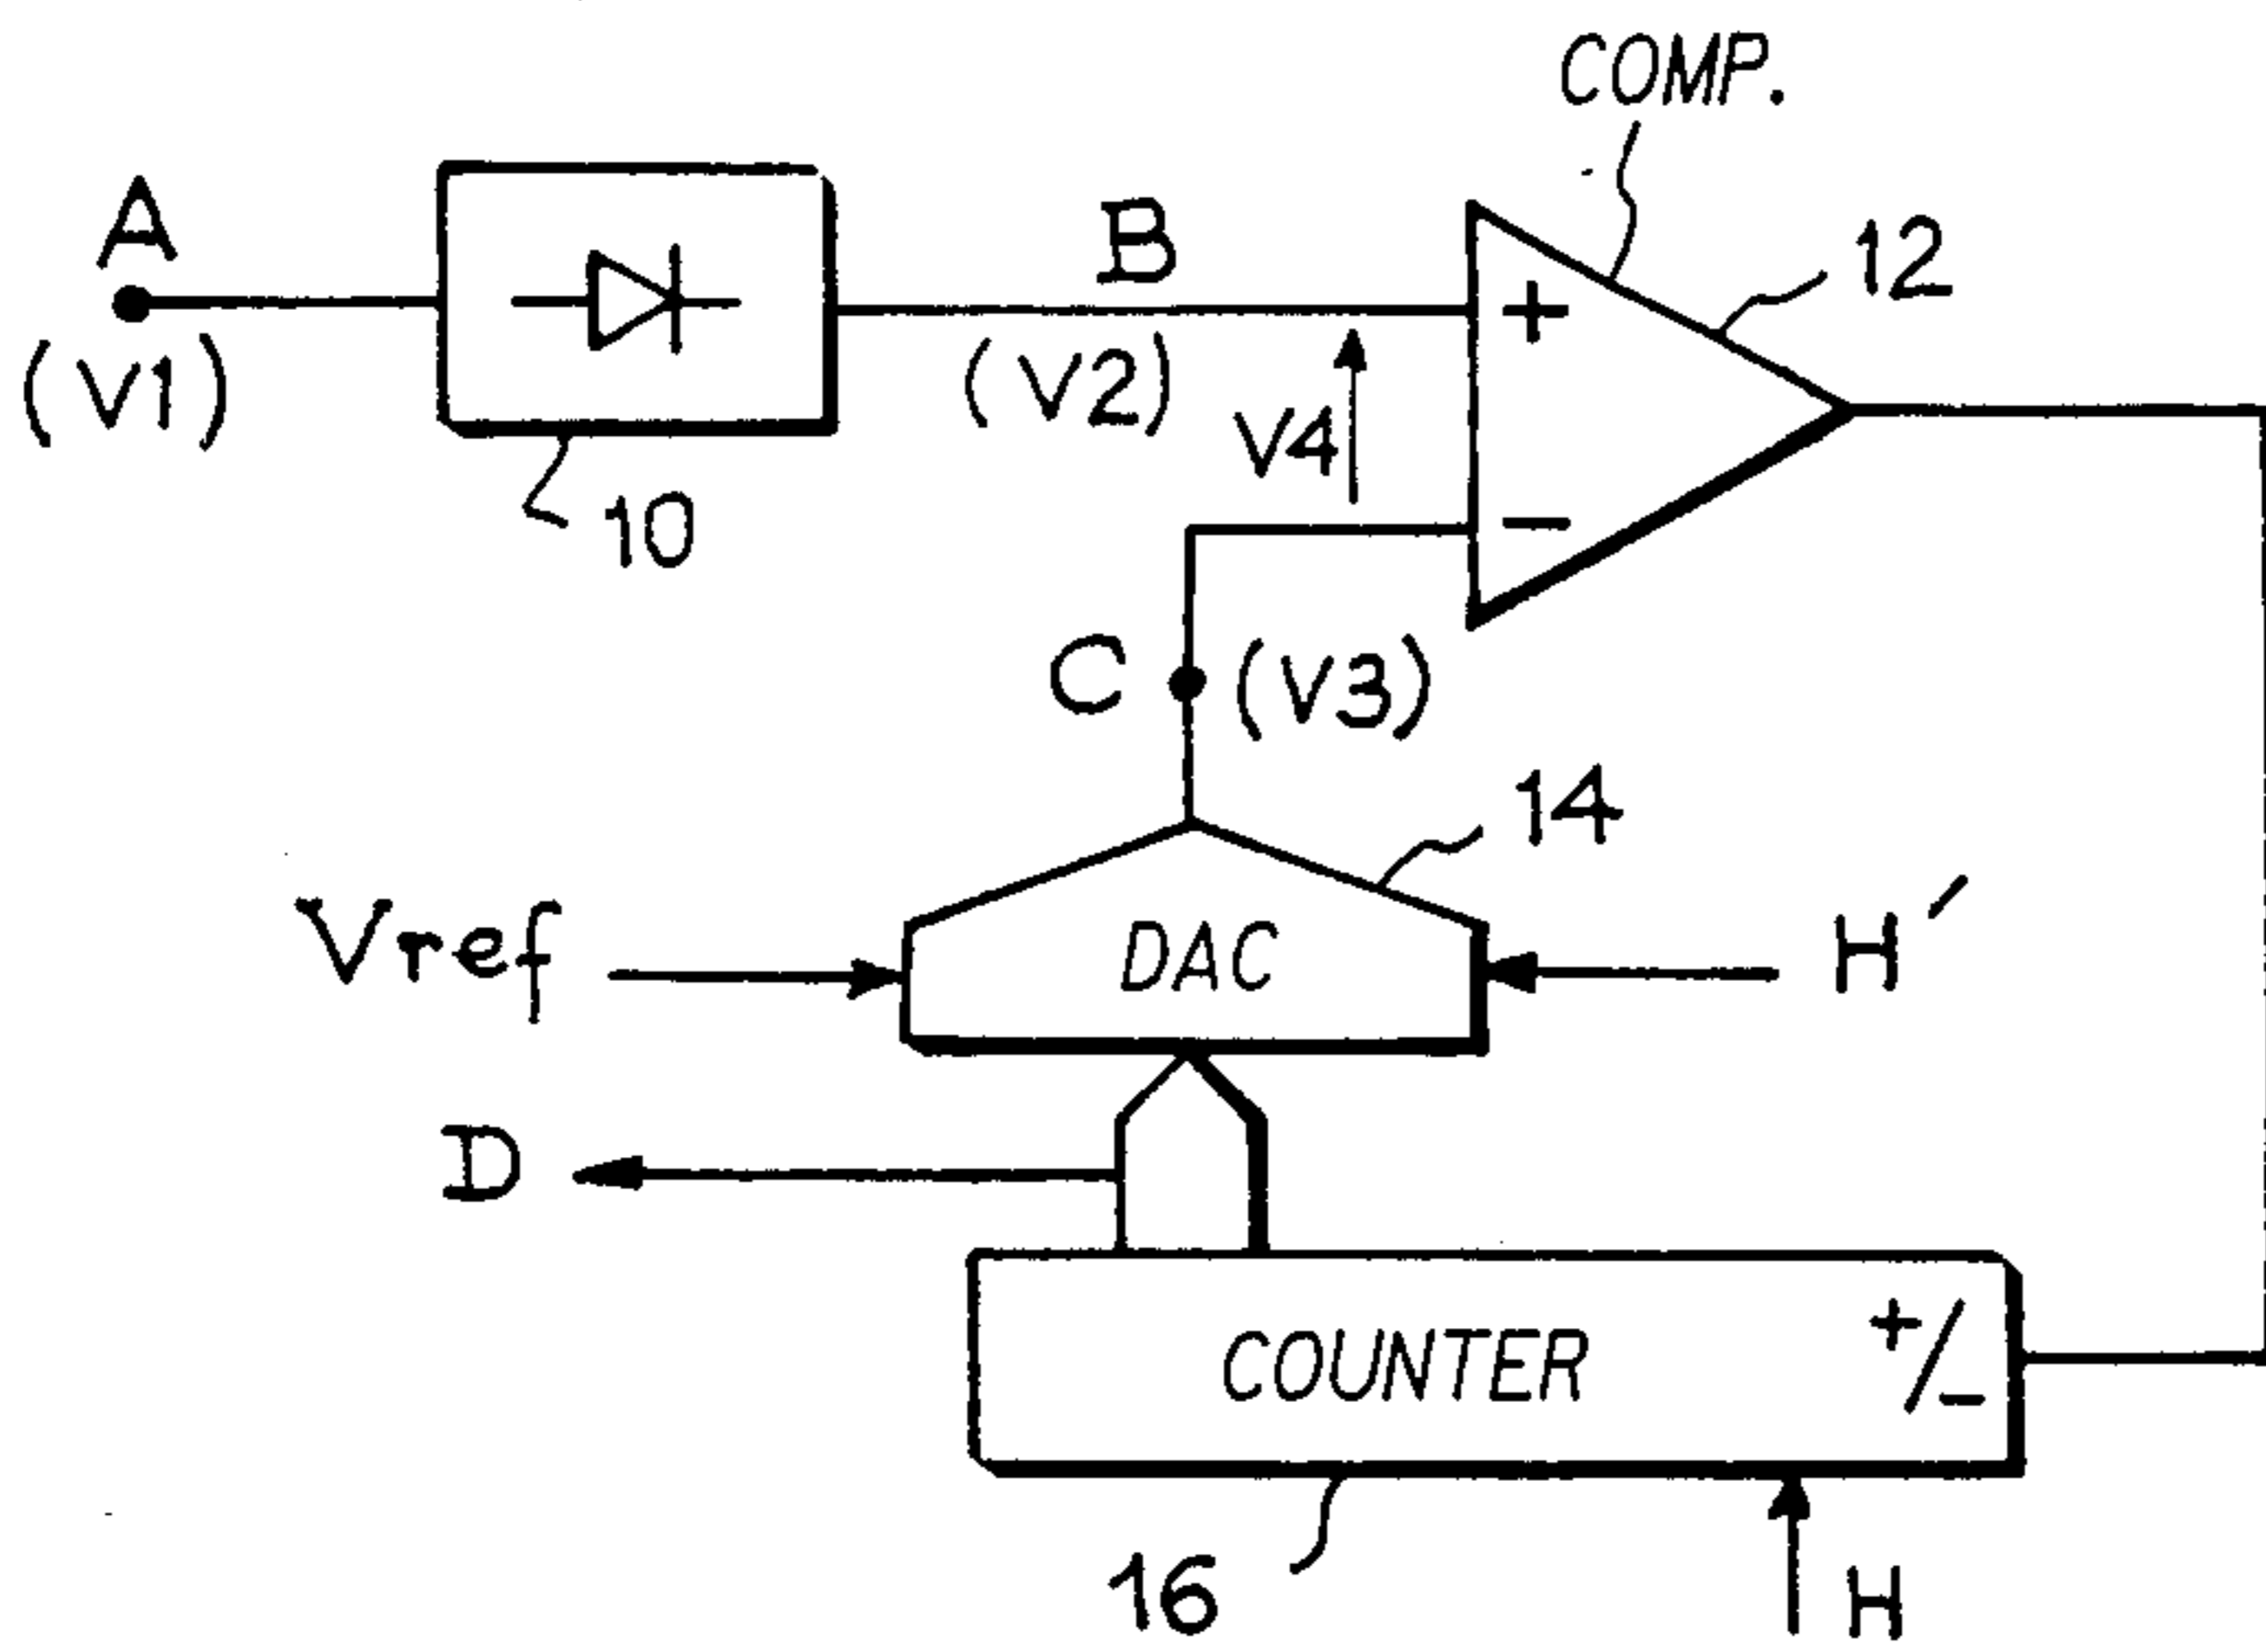 COMP.
A
B
12
+
(V1)
(V2)
V4
10
−
C
(V3)
14
Vref
DAC
H'
D
COUNTER
+/−
16
H